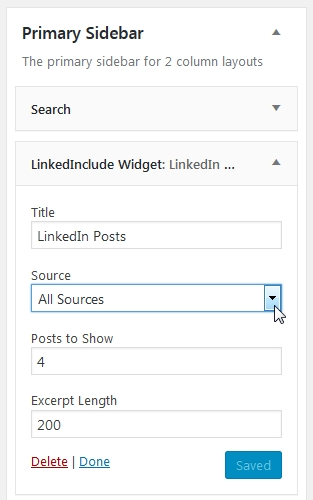 Primary Sidebar
The primary sidebar for 2 column layouts
Search
LinkedInclude Widget: LinkedIn ...
Title
LinkedIn Posts
Source
All Sources
Posts to Show
4
Excerpt Length
200
Delete | Done
Saved